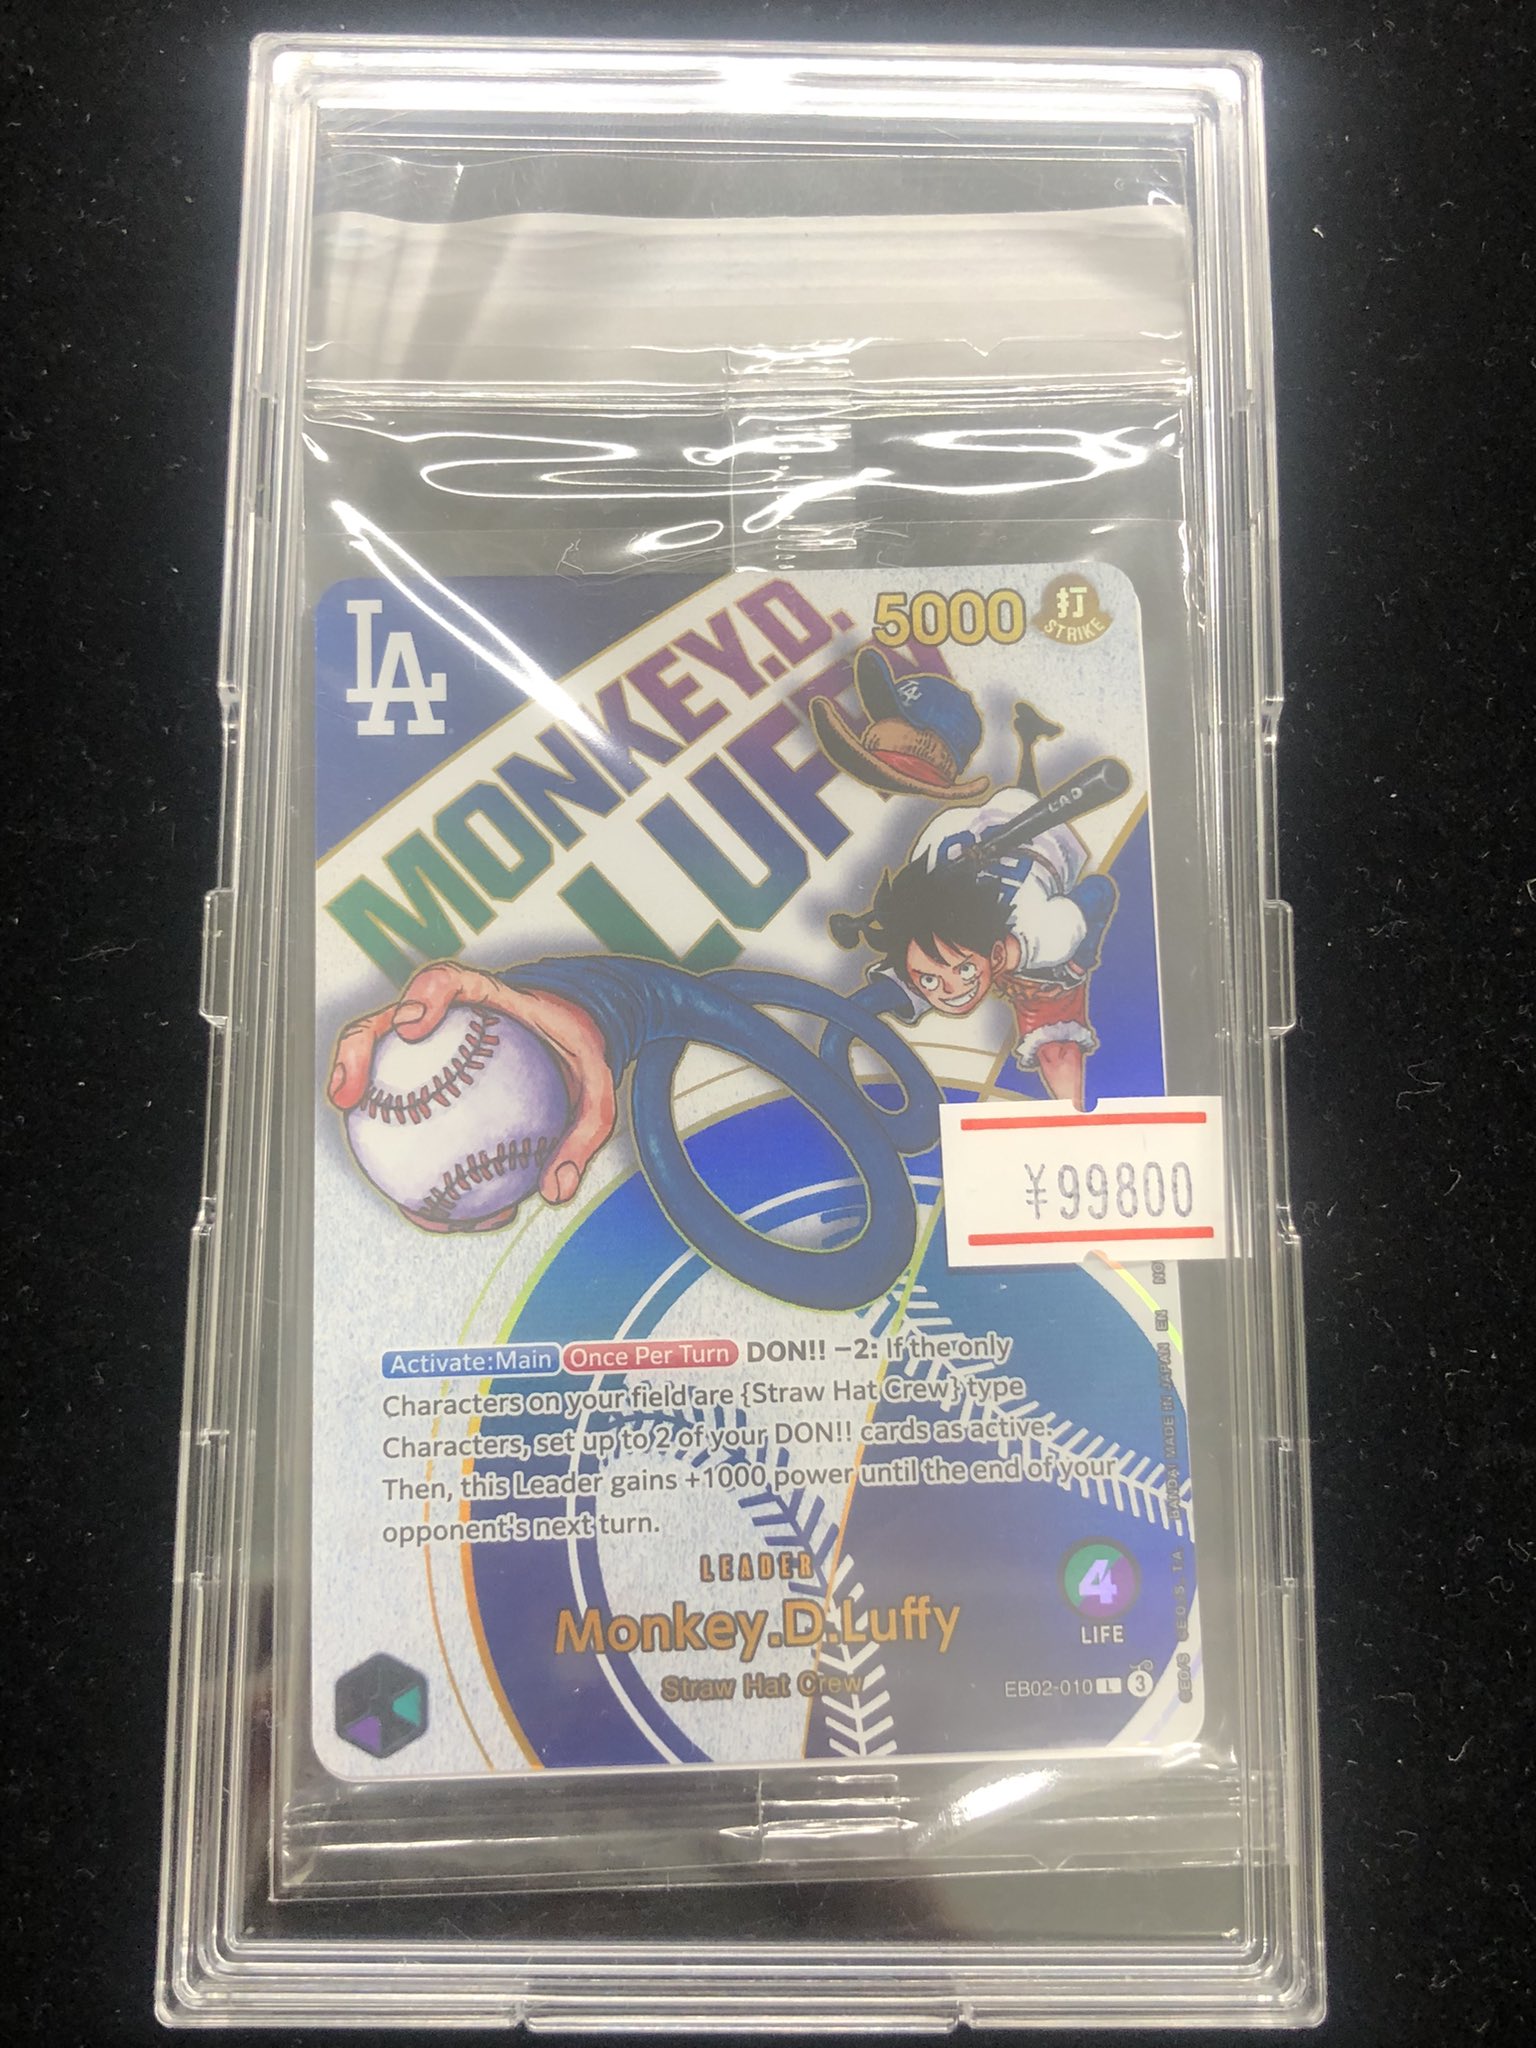 LA
MONKEY.D.
LUFFY
5000
打
STRIKE
LA
LAD
¥99800
Activate:Main Once Per Turn DON!! −2: If the only
Characters on your field are {Straw Hat Crew} type
Characters, set up to 2 of your DON!! cards as active.
Then, this Leader gains +1000 power until the end of your
opponent's next turn.
LEADER
Monkey.D.Luffy
Straw Hat Crew
4
LIFE
EB02-010 L 3
BANDAI MADE IN JAPAN EN